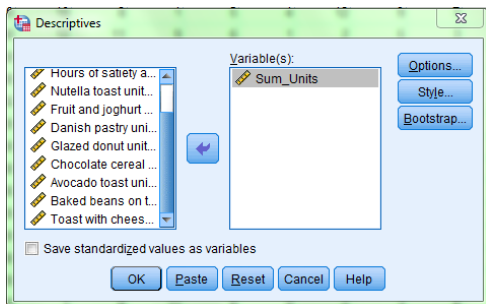 Descriptives
Variable(s):
Hours of satiety a...
Nutella toast unit...
Fruit and joghurt ...
Danish pastry uni...
Glazed donut unit...
Chocolate cereal ...
Avocado toast uni...
Baked beans on t...
Toast with chees...
Sum_Units
Options...
Style...
Bootstrap...
Save standardized values as variables
OK Paste Reset Cancel Help